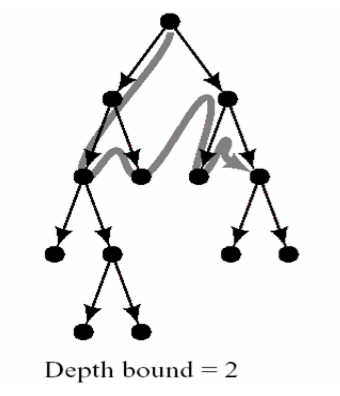 Depth bound = 2